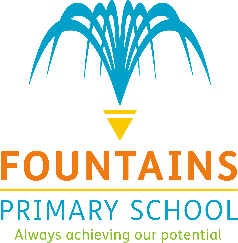 FOUNTAINS
PRIMARY SCHOOL
Always achieving our potential